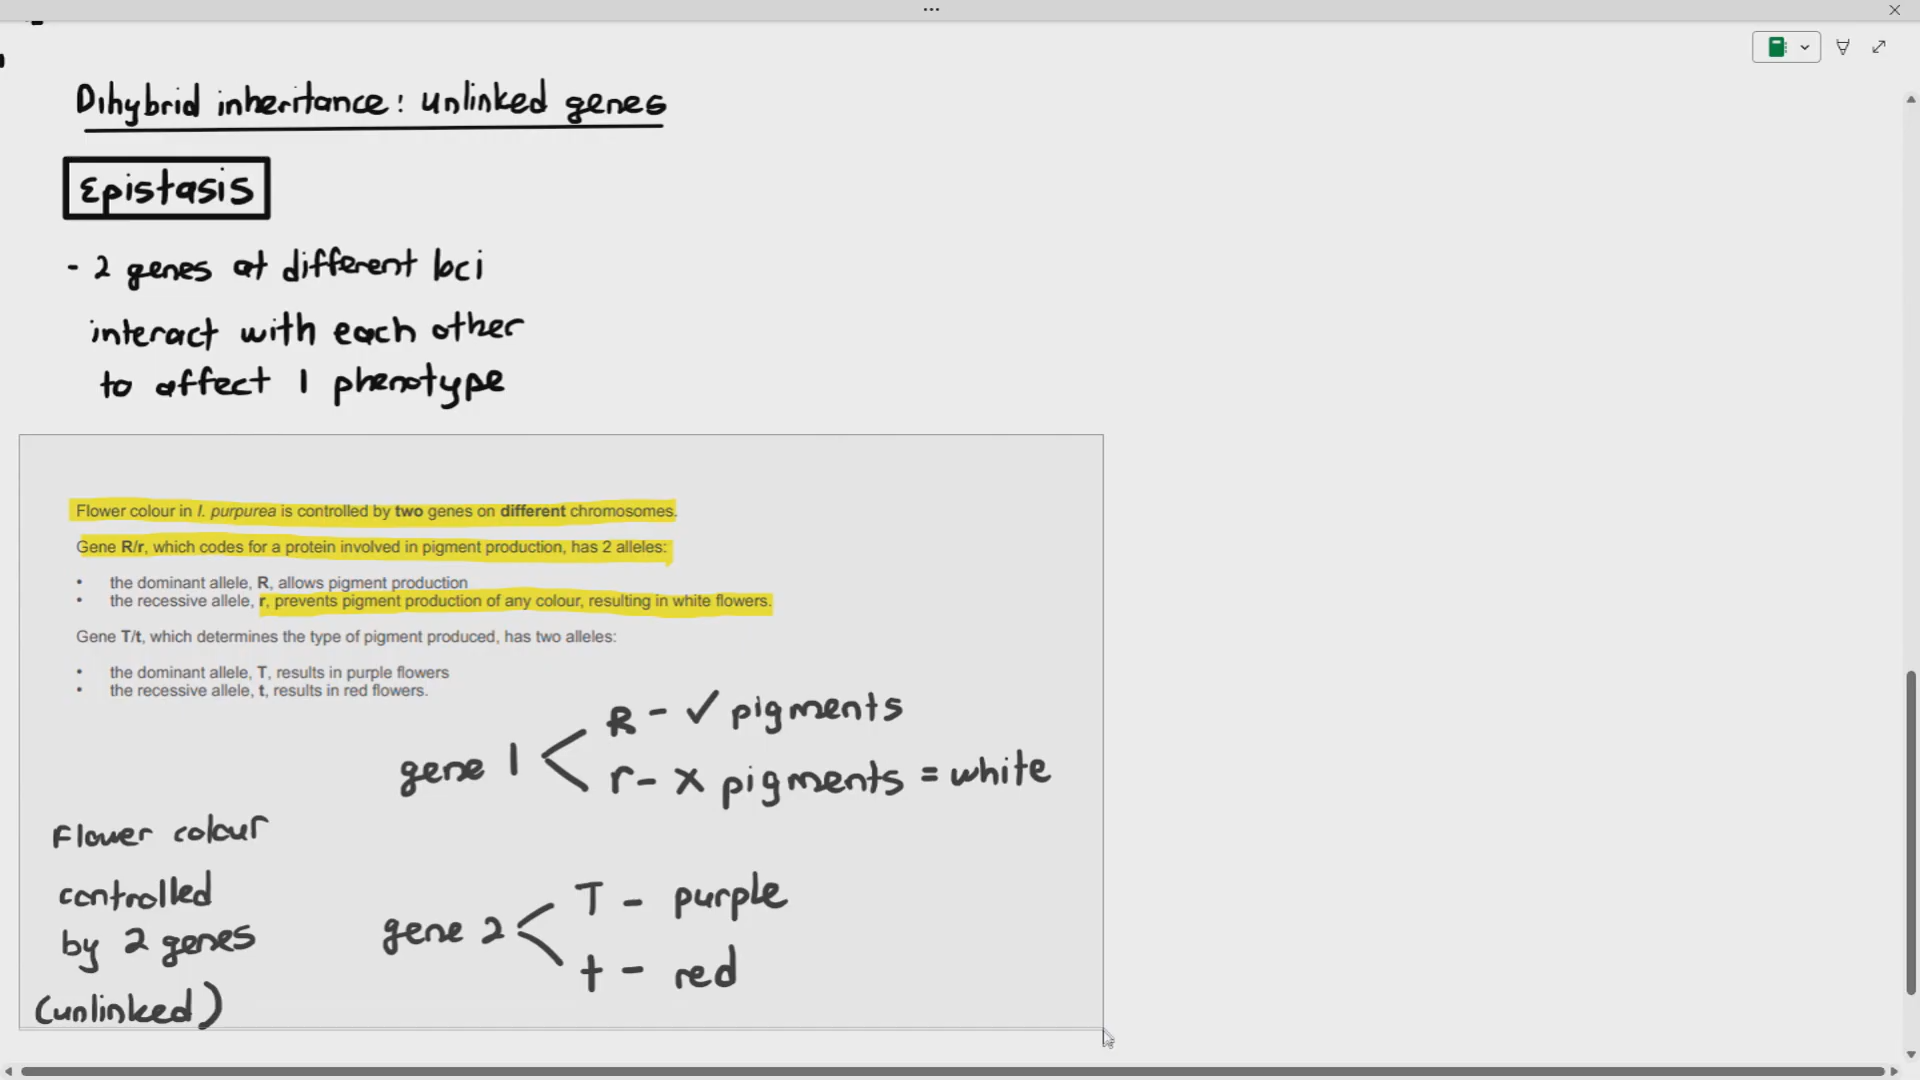 Dihybrid inheritance: unlinked genes
Epistasis
- 2 genes at different loci
interact with each other
to affect 1 phenotype
Flower colour in I. purpurea is controlled by two genes on different chromosomes.
Gene R/r, which codes for a protein involved in pigment production, has 2 alleles:
• the dominant allele, R, allows pigment production
• the recessive allele, r, prevents pigment production of any colour, resulting in white flowers.
Gene T/t, which determines the type of pigment produced, has two alleles:
• the dominant allele, T, results in purple flowers
• the recessive allele, t, results in red flowers.
gene 1 < R - ✓ pigments
r - x pigments = white
Flower colour
controlled
by 2 genes
(unlinked)
gene 2 < T - purple
t - red